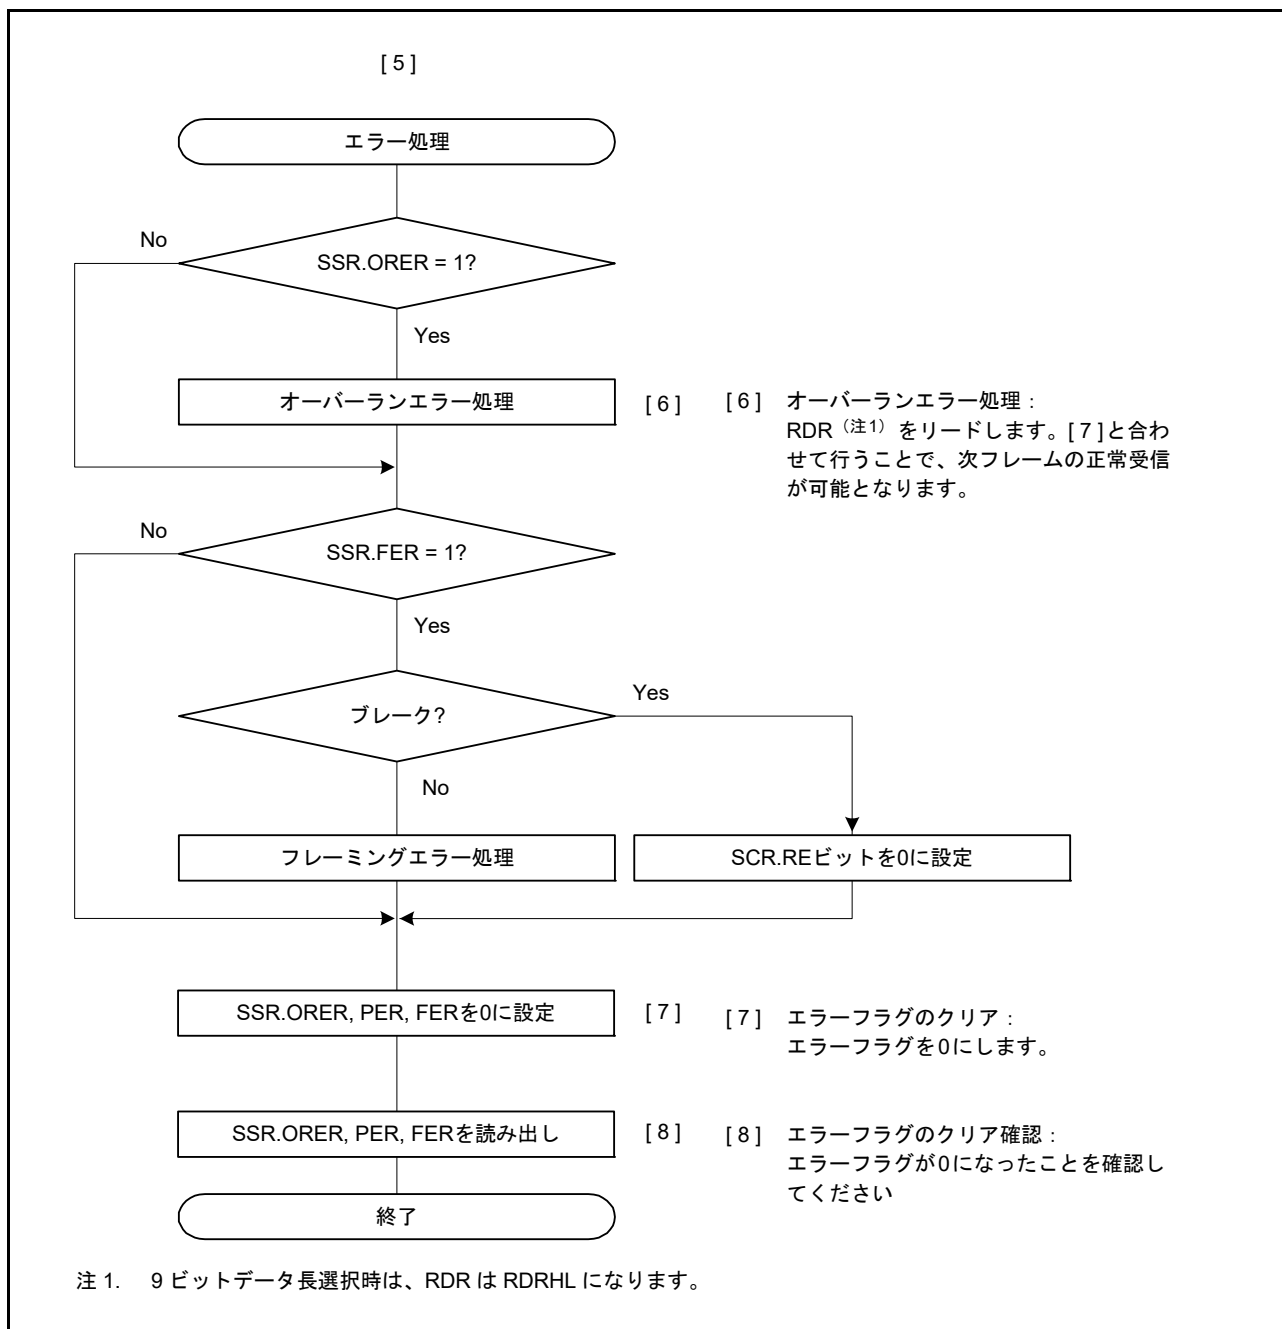 [ 5 ]
エラー処理
No
SSR.ORER = 1?
Yes
オーバーランエラー処理
[ 6 ]
[ 6 ] オーバーランエラー処理：
RDR（注1）をリードします。[ 7 ]と合わ
せて行うことで、次フレームの正常受信
が可能となります。
No
SSR.FER = 1?
Yes
ブレーク?
Yes
No
フレーミングエラー処理
SCR.REビットを0に設定
SSR.ORER, PER, FERを0に設定
[ 7 ]
[ 7 ] エラーフラグのクリア：
エラーフラグを0にします。
SSR.ORER, PER, FERを読み出し
[ 8 ]
[ 8 ] エラーフラグのクリア確認：
エラーフラグが0になったことを確認し
てください
終了
注 1. 9 ビットデータ長選択時は、RDR は RDRHL になります。